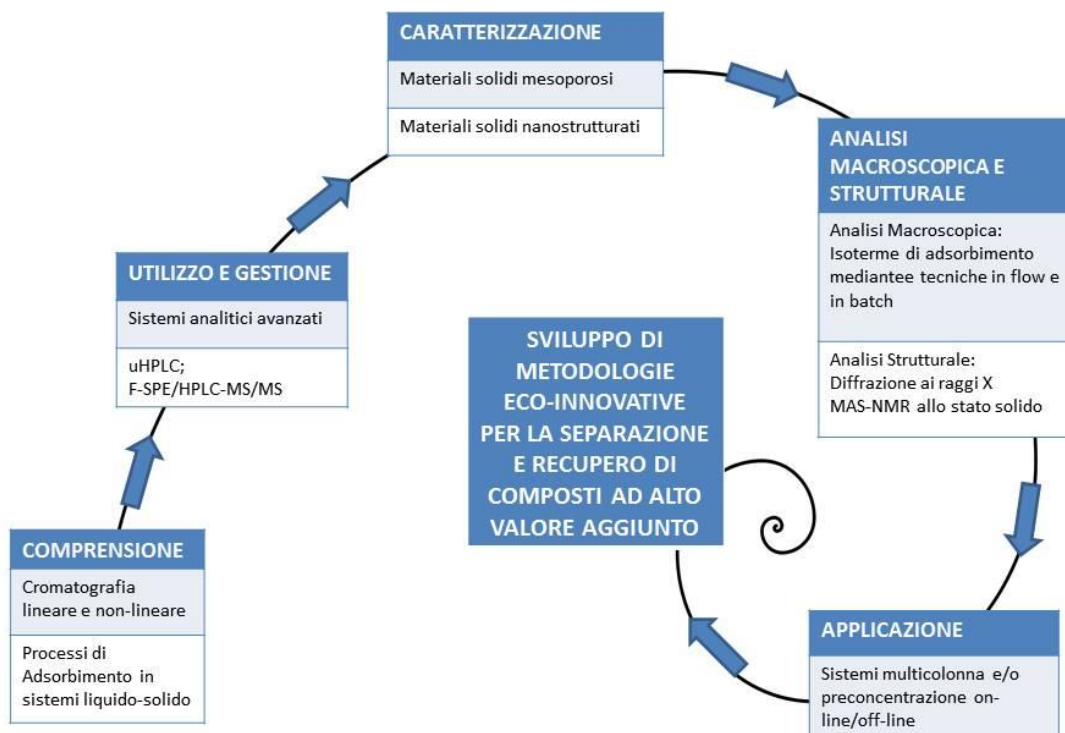 COMPRENSIONE
Cromatografia
lineare e non-lineare
Processi di
Adsorbimento in
sistemi liquido-solido
UTILIZZO E GESTIONE
Sistemi analitici avanzati
uHPLC;
F-SPE/HPLC-MS/MS
CARATTERIZZAZIONE
Materiali solidi mesoporosi
Materiali solidi nanostrutturati
ANALISI
MACROSCOPICA E
STRUTTURALE
Analisi Macroscopica:
Isoterme di adsorbimento
mediantee tecniche in flow e
in batch
Analisi Strutturale:
Diffrazione ai raggi X
MAS-NMR allo stato solido
APPLICAZIONE
Sistemi multicolonna e/o
preconcentrazione on-
line/off-line
SVILUPPO DI
METODOLOGIE
ECO-INNOVATIVE
PER LA SEPARAZIONE
E RECUPERO DI
COMPOSTI AD ALTO
VALORE AGGIUNTO